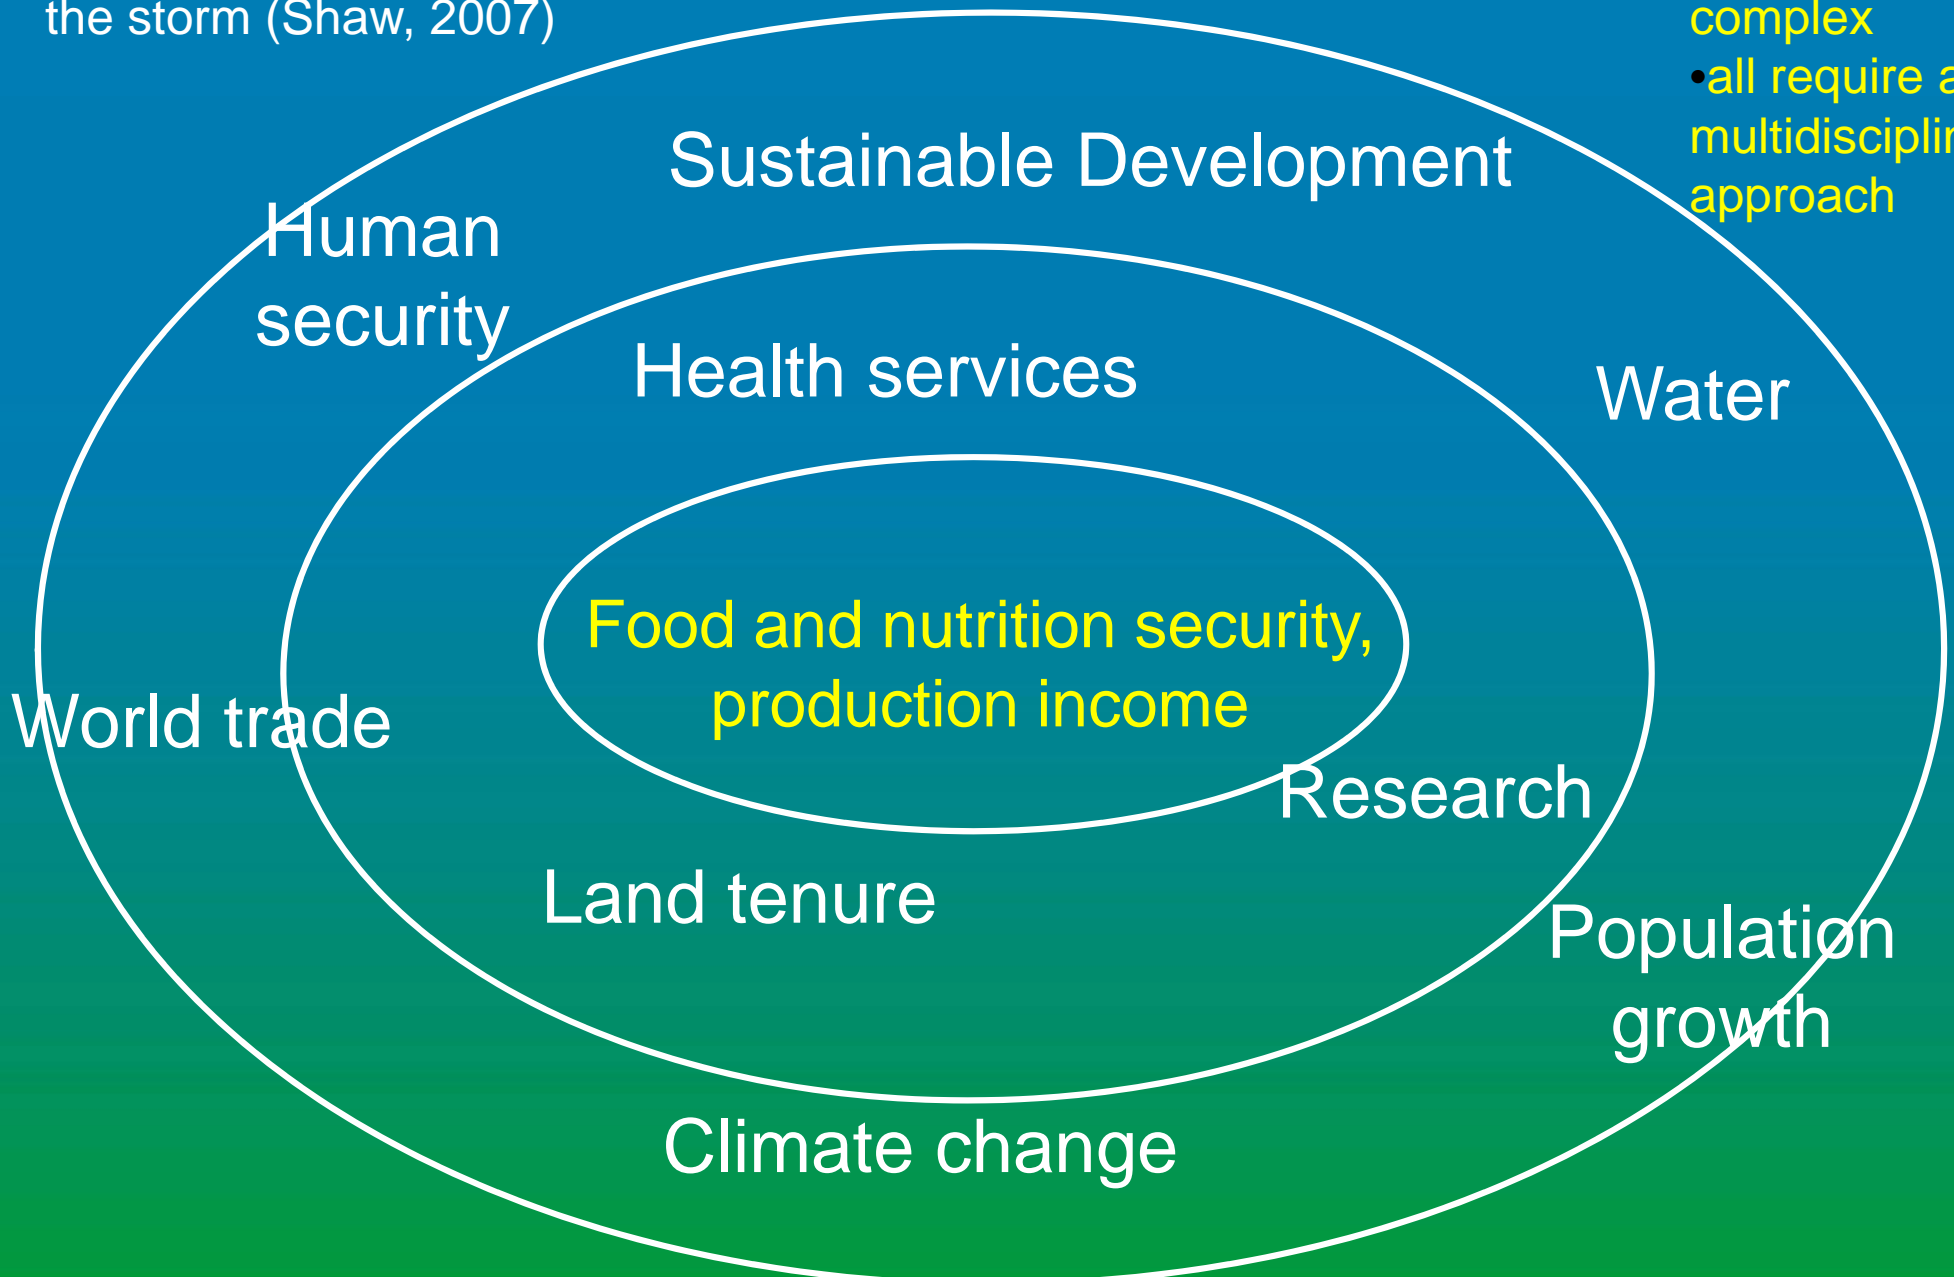 the storm (Shaw, 2007)
complex
•all require a
approach
Sustainable Development
Human
security
Health services
Water
Food and nutrition security,
production income
World trade
Research
Land tenure
Population
growth
Climate change